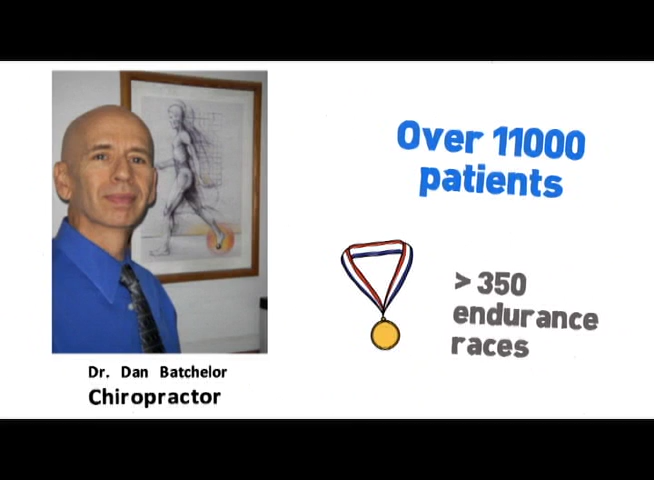 Over 11000
patients
> 350
endurance
races
Dr. Dan Batchelor
Chiropractor